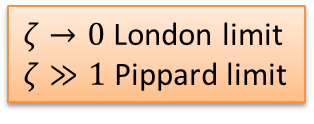 ζ → 0 London limit
ζ ≫ 1 Pippard limit